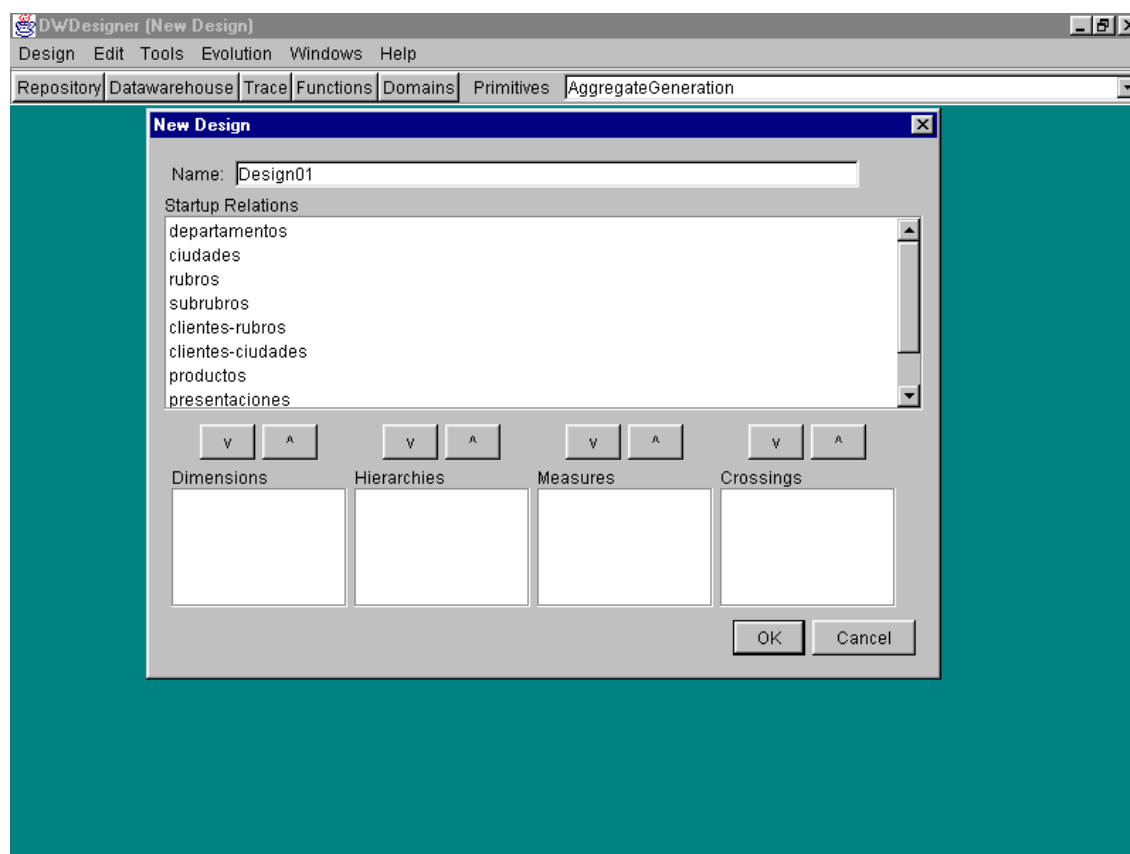 DWDesigner (New Design)
Design Edit Tools Evolution Windows Help
Repository Datawarehouse Trace Functions Domains Primitives AggregateGeneration
New Design
Name: Design01
Startup Relations
departamentos
ciudades
rubros
subrubros
clientes-rubros
clientes-ciudades
productos
presentaciones
v ^ v ^ v ^ v ^
Dimensions Hierarchies Measures Crossings
OK Cancel